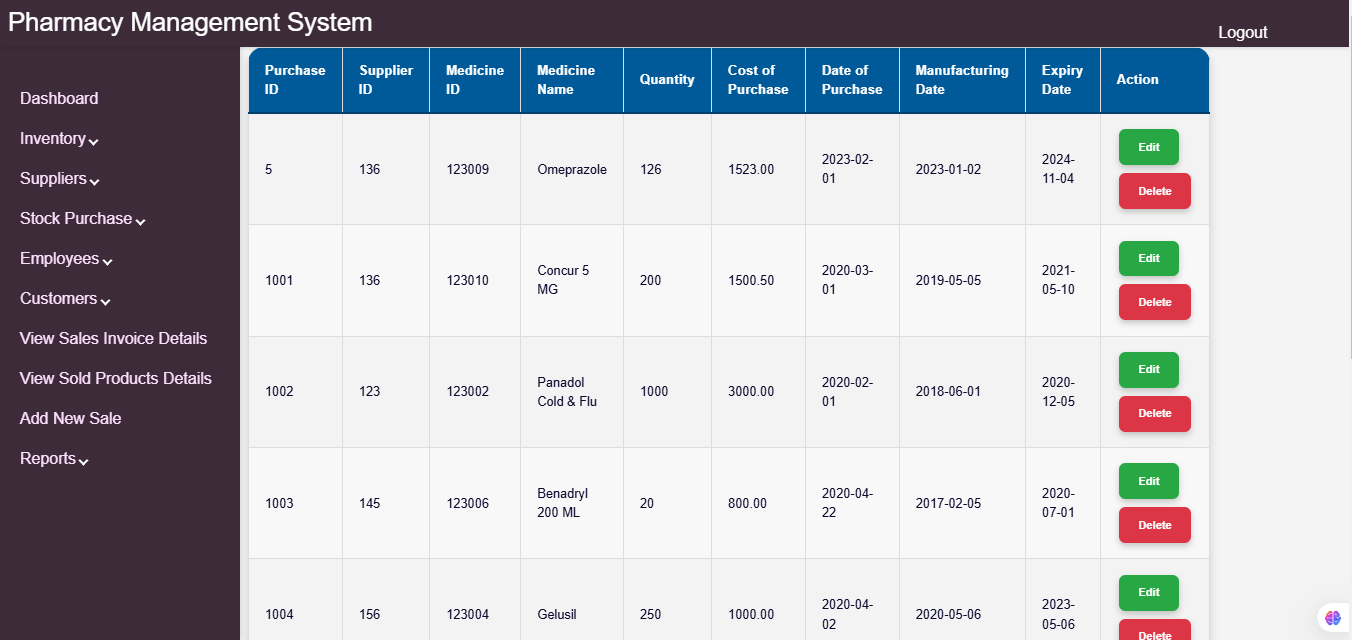 Pharmacy Management System
Logout
Dashboard
Inventory
Suppliers
Stock Purchase
Employees
Customers
View Sales Invoice Details
View Sold Products Details
Add New Sale
Reports
Purchase ID Supplier ID Medicine ID Medicine Name Quantity Cost of Purchase Date of Purchase Manufacturing Date Expiry Date Action
5 136 123009 Omeprazole 126 1523.00 2023-02-01 2023-01-02 2024-11-04 Edit Delete
1001 136 123010 Concur 5 MG 200 1500.50 2020-03-01 2019-05-05 2021-05-10 Edit Delete
1002 123 123002 Panadol Cold & Flu 1000 3000.00 2020-02-01 2018-06-01 2020-12-05 Edit Delete
1003 145 123006 Benadryl 200 ML 20 800.00 2020-04-22 2017-02-05 2020-07-01 Edit Delete
1004 156 123004 Gelusil 250 1000.00 2020-04-02 2020-05-06 2023-05-06 Edit Delete